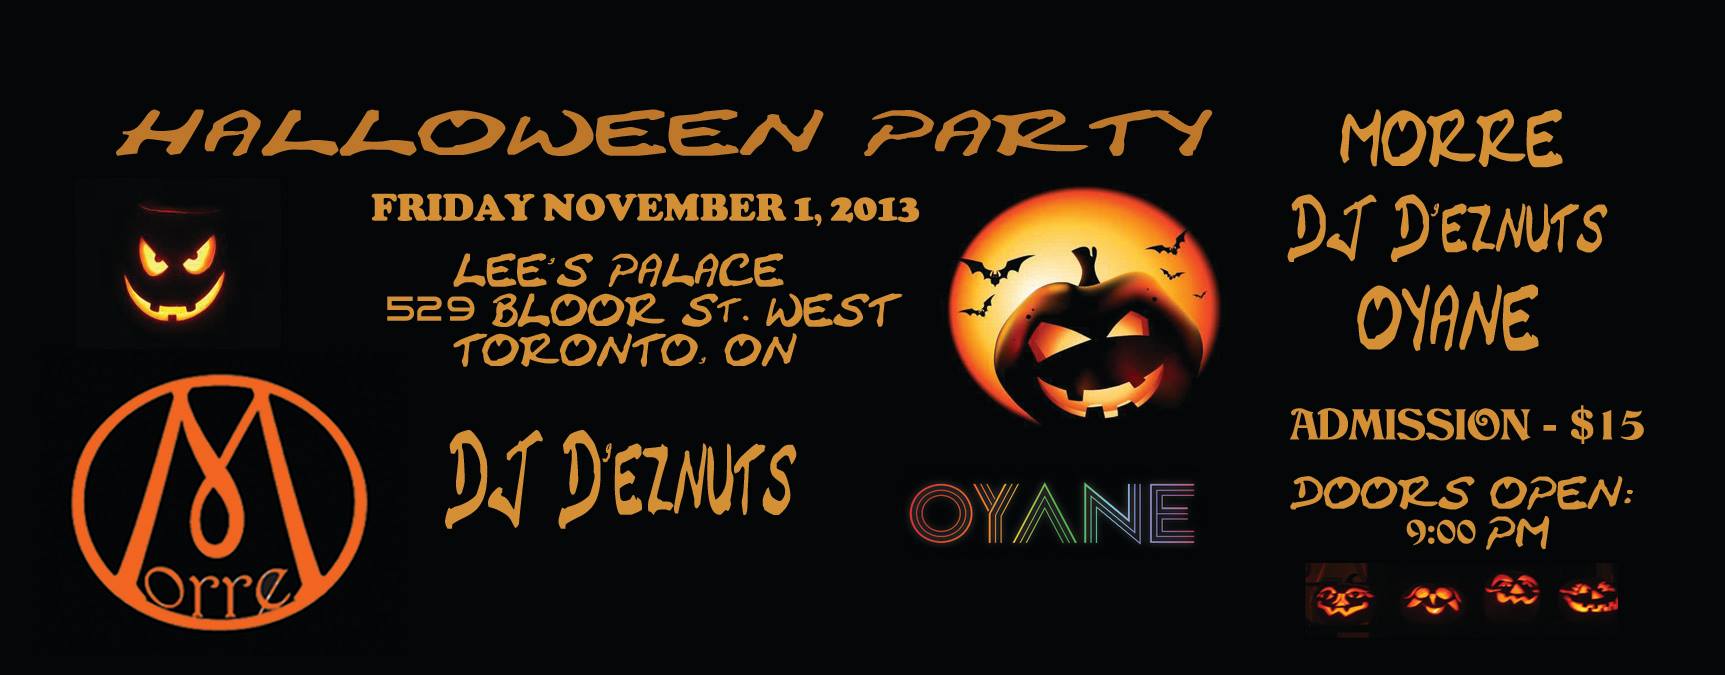 HALLOWEEN PARTY
FRIDAY NOVEMBER 1, 2013
LEE'S PALACE
529 BLOOR ST. WEST
TORONTO, ON
Morre
DJ D'EZNUTS
OYANE
MORRE
DJ D'EZNUTS
OYANE
ADMISSION - $15
DOORS OPEN:
9:00 PM